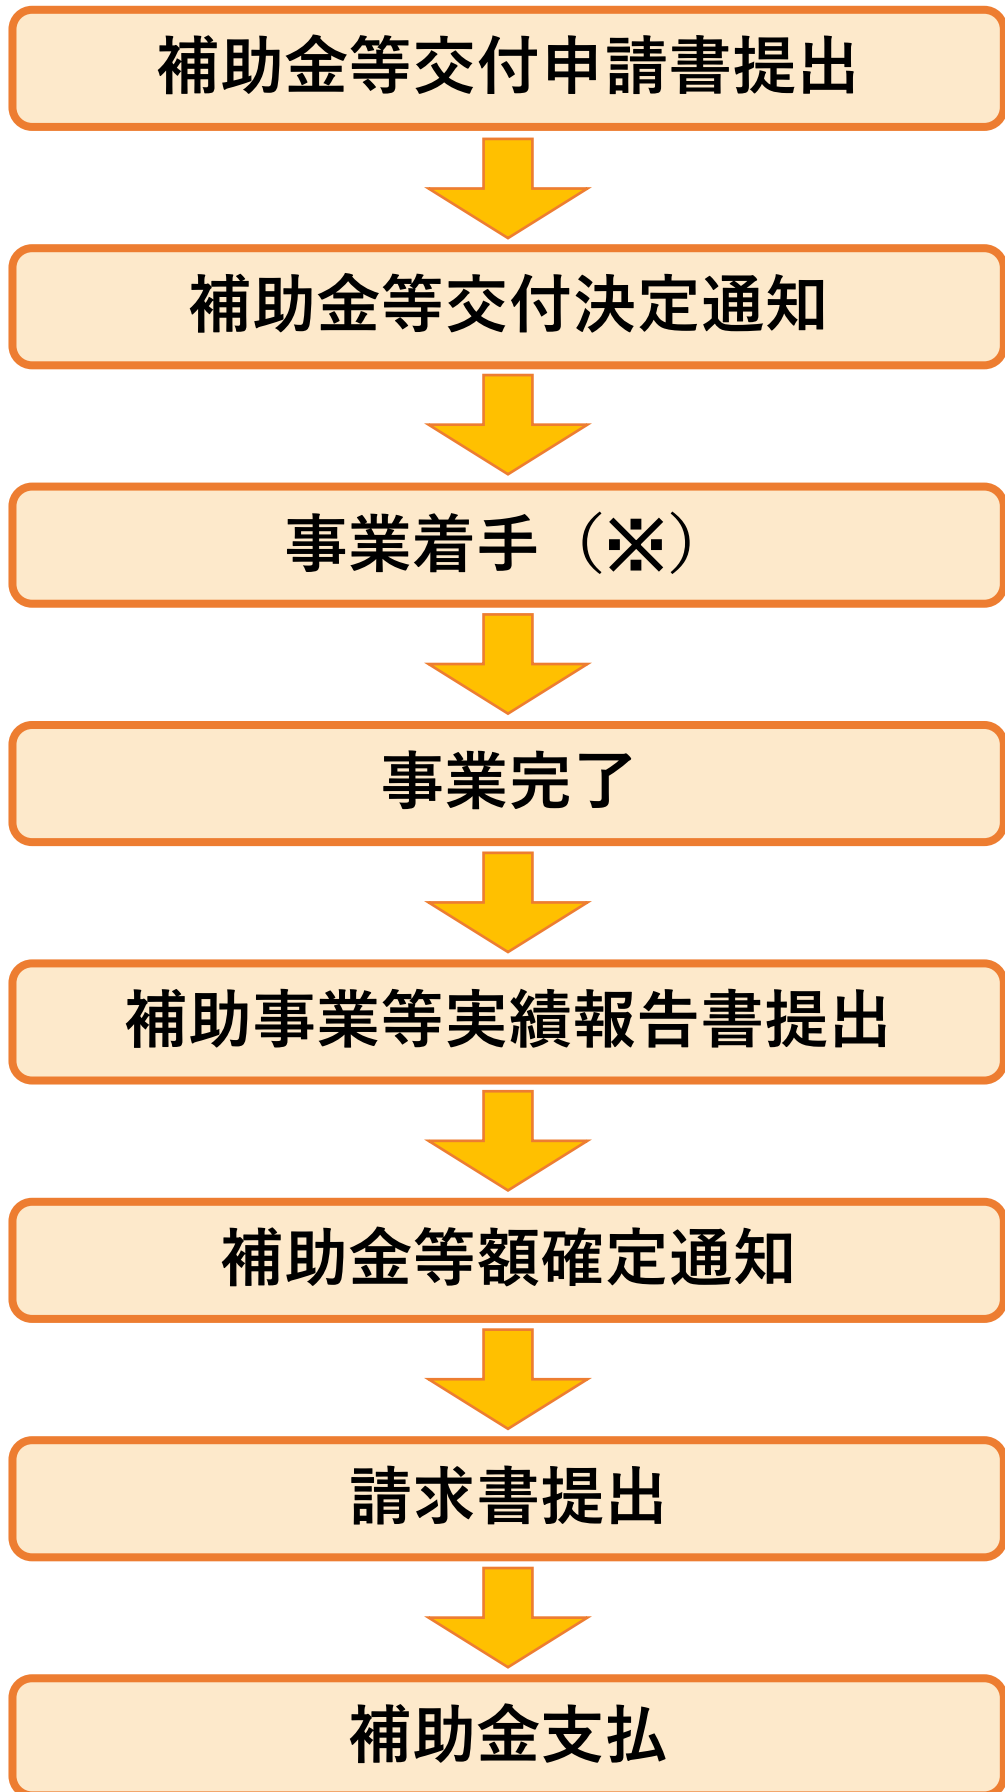 補助金等交付申請書提出
補助金等交付決定通知
事業着手（※）
事業完了
補助事業等実績報告書提出
補助金等額確定通知
請求書提出
補助金支払